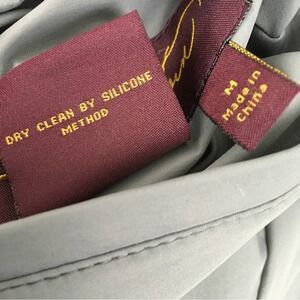 DRY CLEAN BY SILICONE
METHOD
M
Made in
China